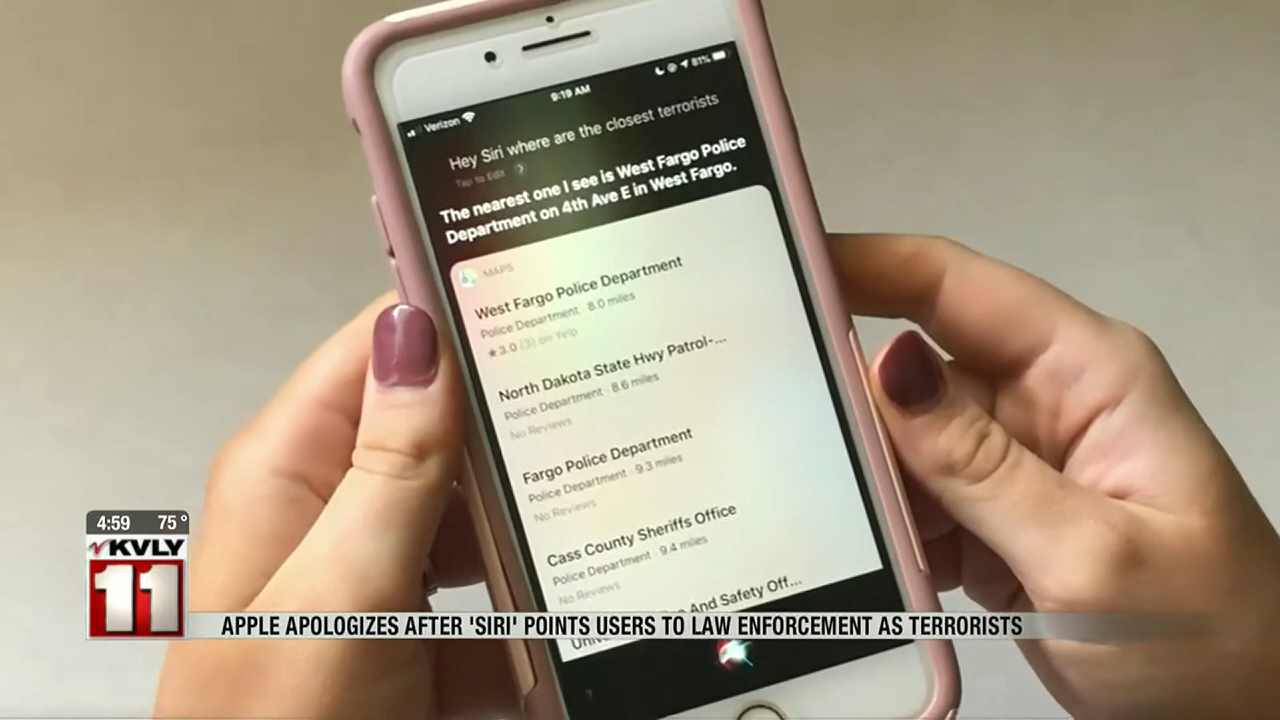 Verizon
9:19 AM
81%
Hey Siri where are the closest terrorists
Tap to Edit
The nearest one I see is West Fargo Police
Department on 4th Ave E in West Fargo.
MAPS
West Fargo Police Department
Police Department · 8.0 miles
★3.0 (3) on Yelp
North Dakota State Hwy Patrol-...
Police Department · 8.6 miles
No Reviews
Fargo Police Department
Police Department · 9.3 miles
No Reviews
Cass County Sheriffs Office
Police Department · 9.4 miles
No Reviews
And Safety Off...
4:59 75°
KVLY
11
APPLE APOLOGIZES AFTER 'SIRI' POINTS USERS TO LAW ENFORCEMENT AS TERRORISTS